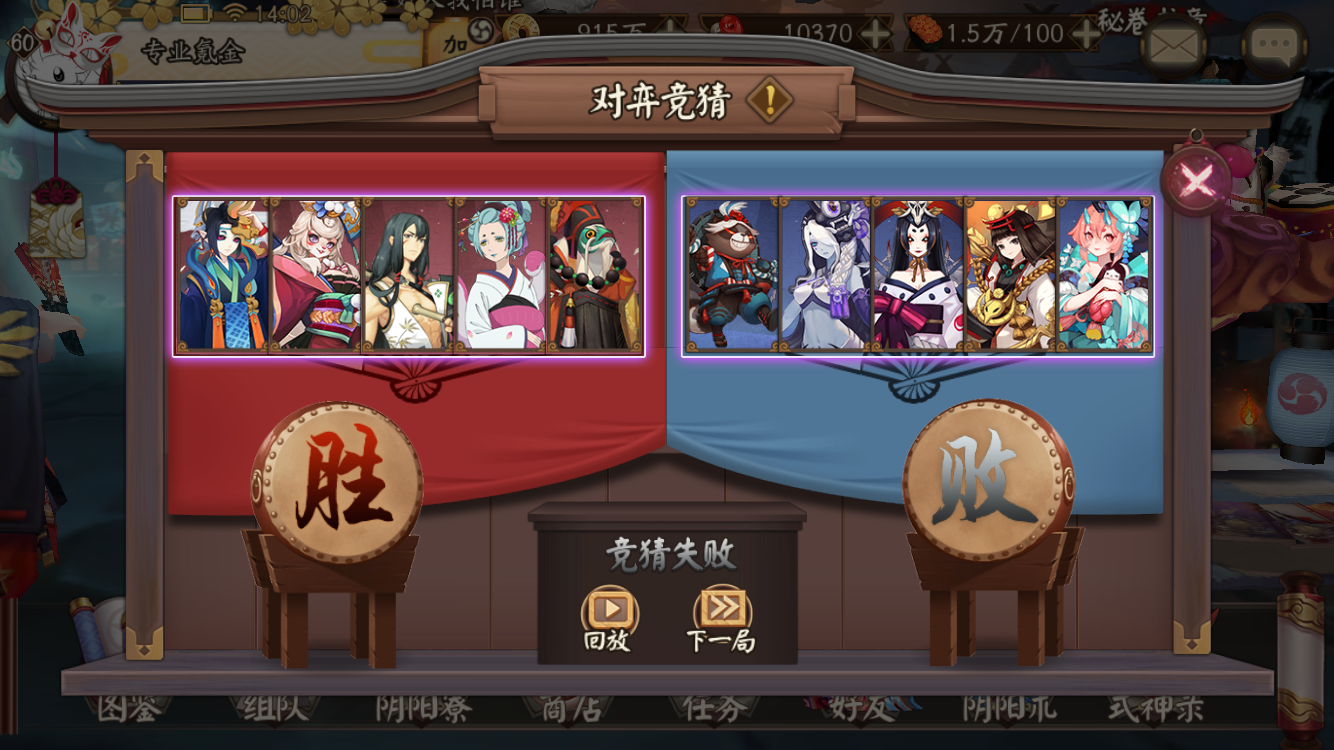 14:02
60
专业氪金
加
915万
10370
1.5万/100
秘卷
对弈竞猜
胜
败
竞猜失败
回放
下一局
图鉴
组队
阴阳寮
商店
任务
好友
阴阳术
式神录